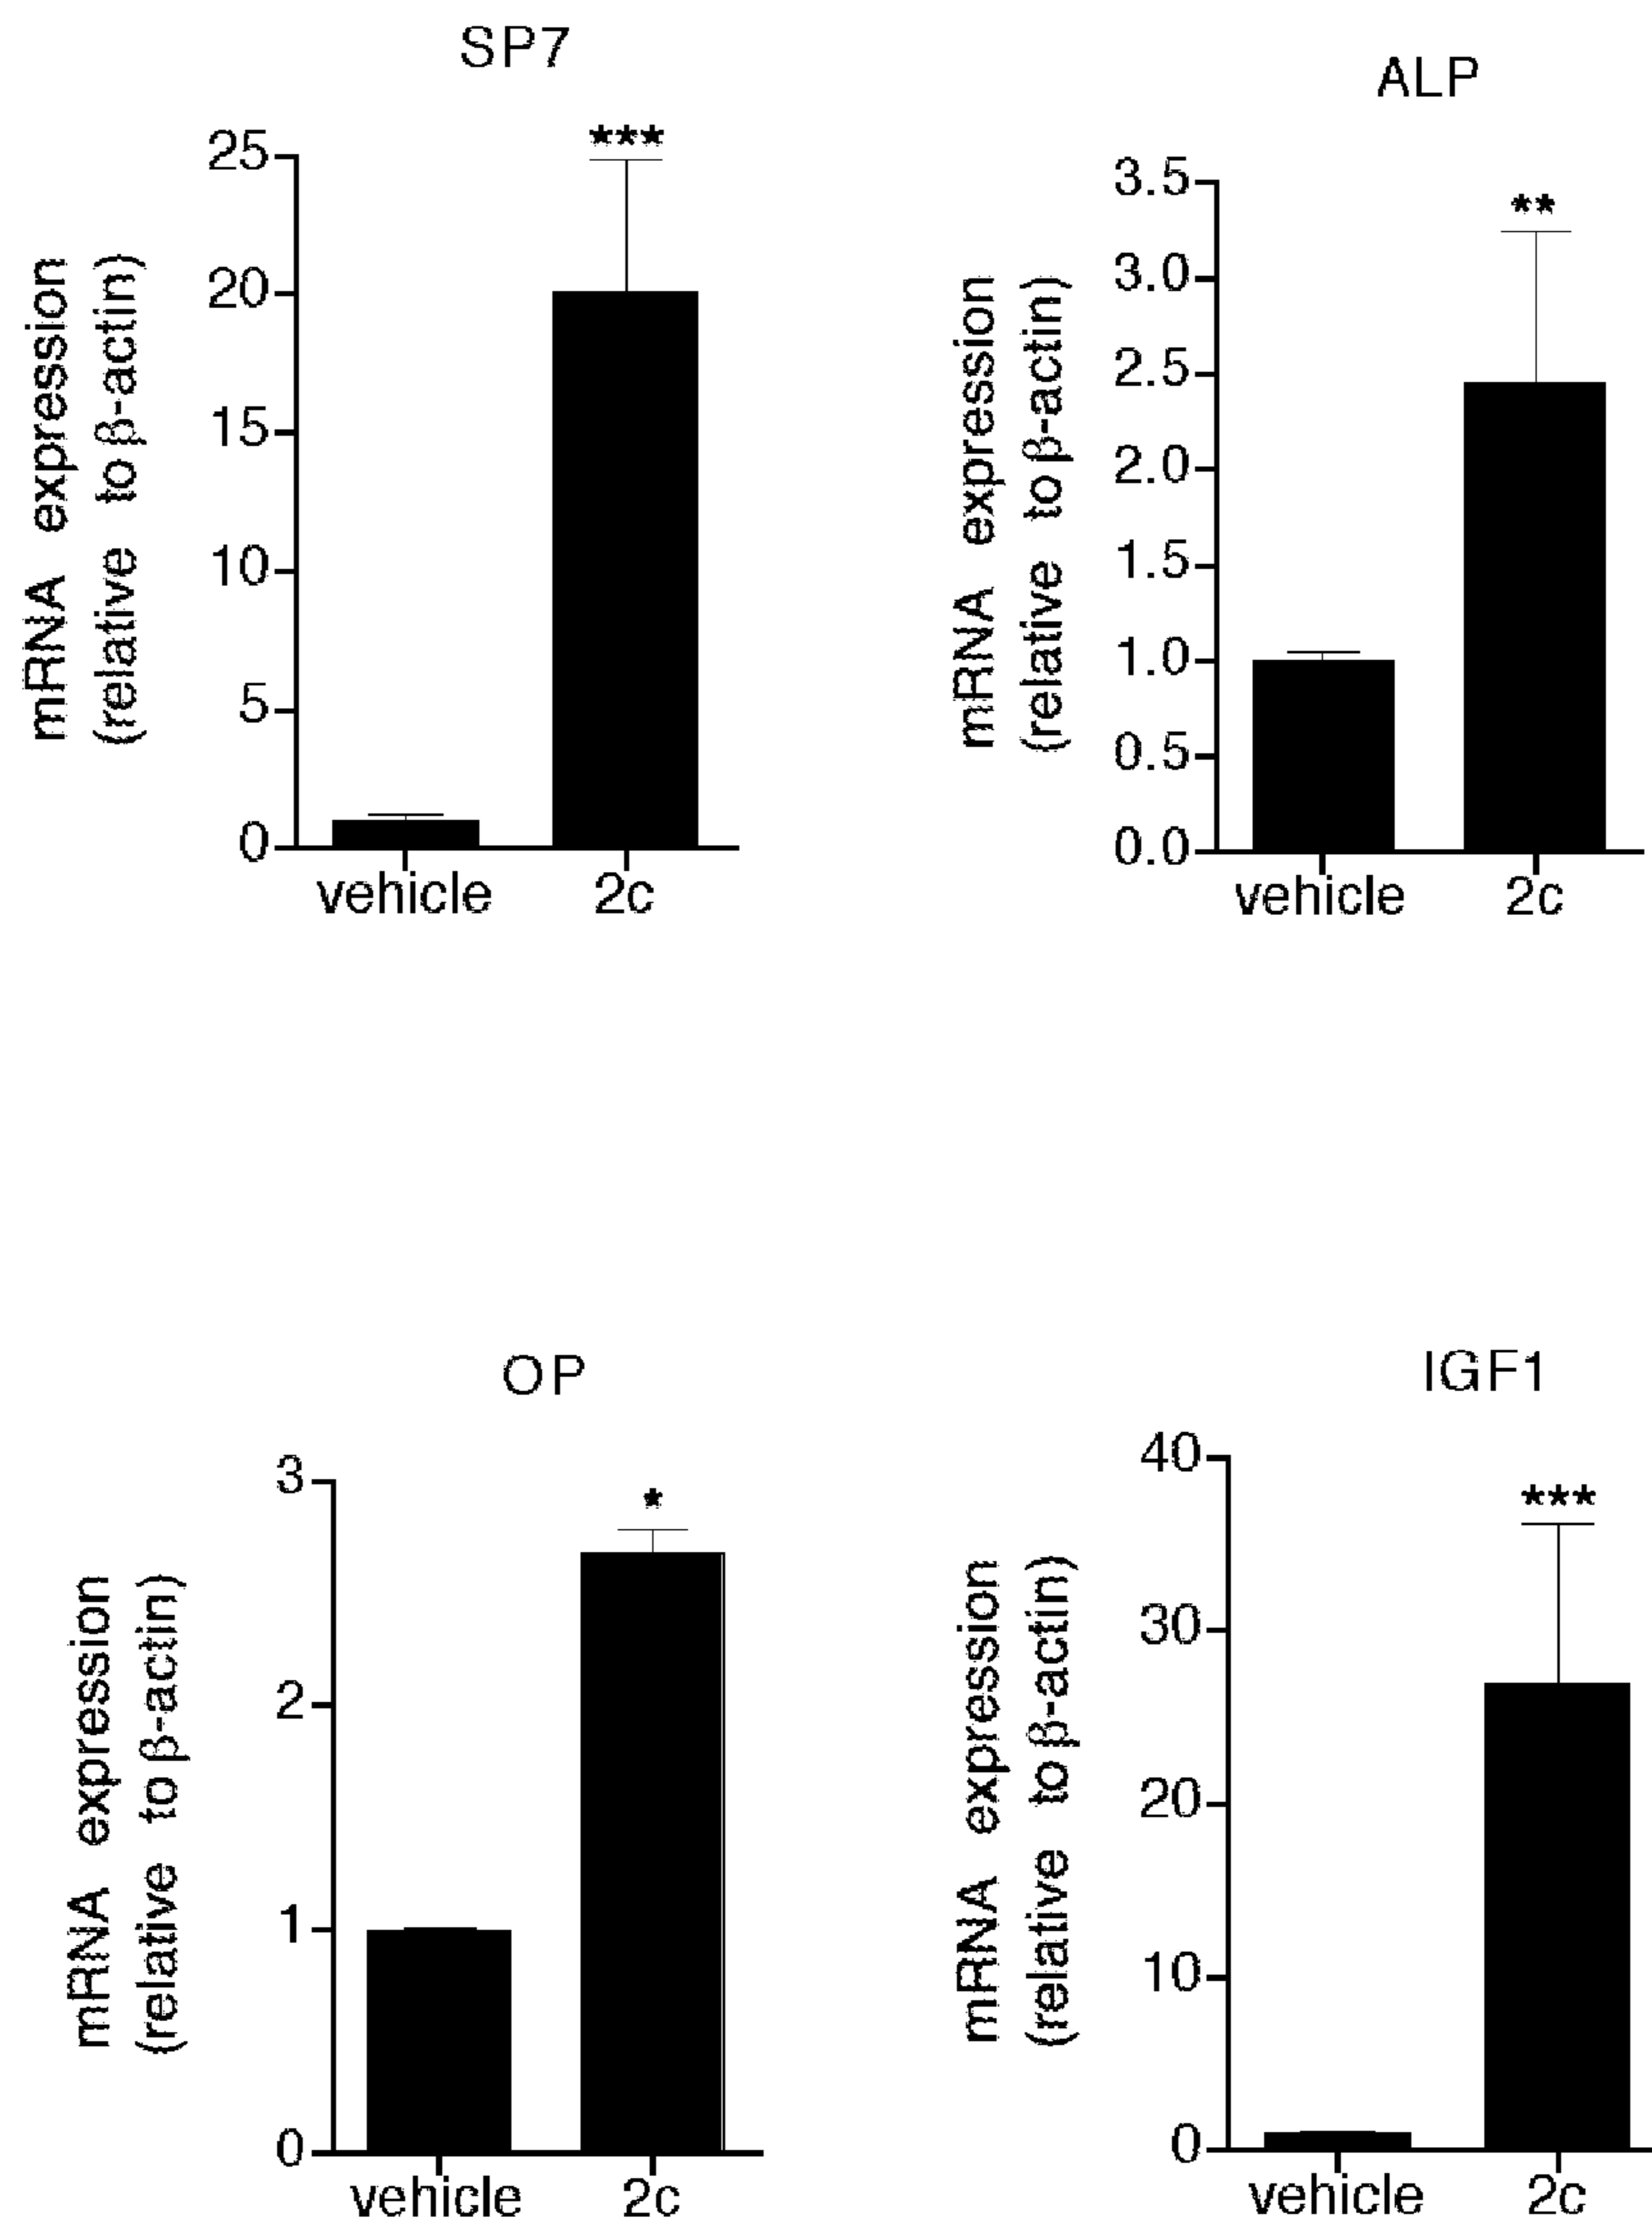 SP7
mRNA expression
(relative to β-actin)
25
20
15
10
5
0
***
vehicle
2c
ALP
mRNA expression
(relative to β-actin)
3.5
3.0
2.5
2.0
1.5
1.0
0.5
0.0
**
vehicle
2c
OP
mRNA expression
(relative to β-actin)
3
2
1
0
*
vehicle
2c
IGF1
mRNA expression
(relative to β-actin)
40
30
20
10
0
***
vehicle
2c